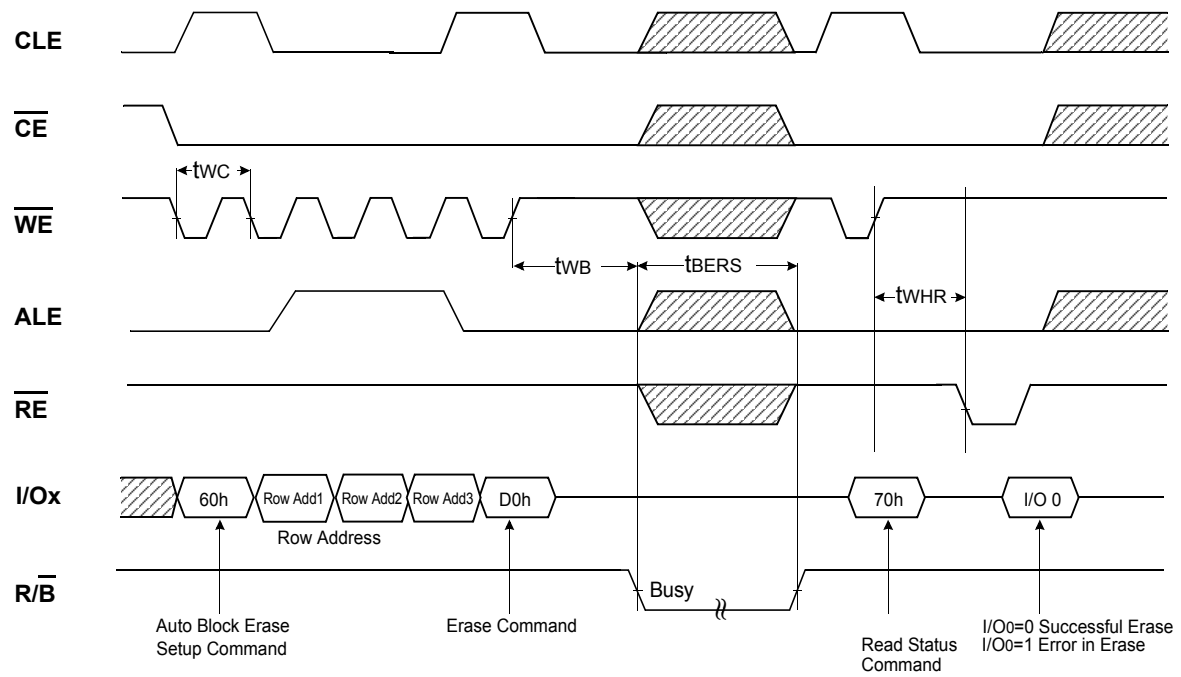 CLE
CE
tWC
WE
tWB
tBERS
tWHR
ALE
RE
I/Ox
60h
Row Add1
Row Add2
Row Add3
D0h
70h
I/O 0
Row Address
R/B
Busy
Auto Block Erase
Setup Command
Erase Command
Read Status
Command
I/O0=0 Successful Erase
I/O0=1 Error in Erase